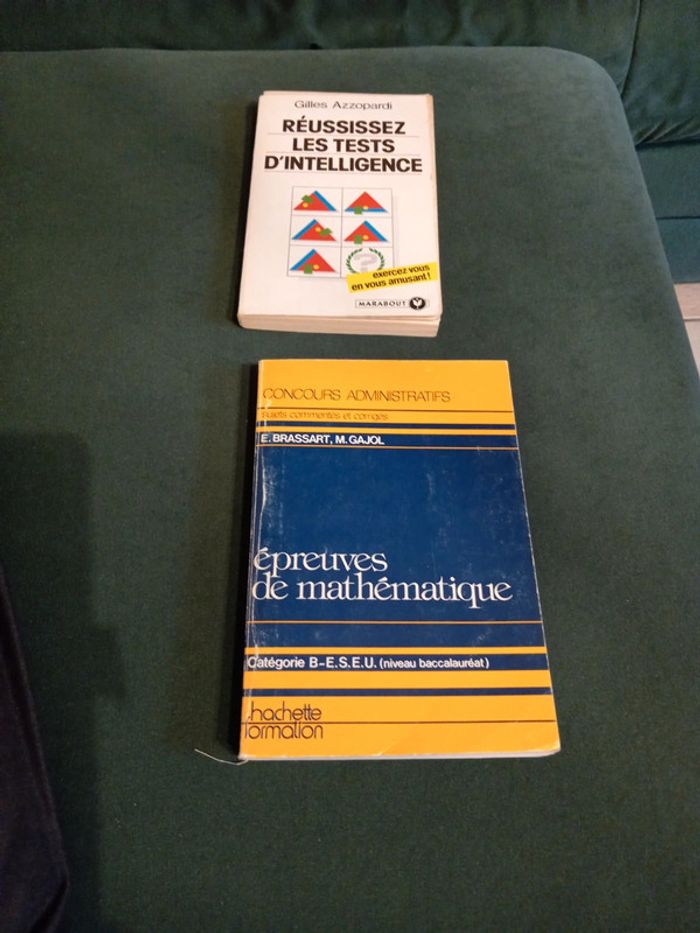 Gilles Azzopardi
RÉUSSISSEZ
LES TESTS
D'INTELLIGENCE
?
exercez-vous
en vous amusant !
MARABOUT
CONCOURS ADMINISTRATIFS
sujets commentés et corrigés
E. BRASSART, M. GAJOL
épreuves
de mathématique
Catégorie B-E.S.E.U. (niveau baccalauréat)
hachette
formation